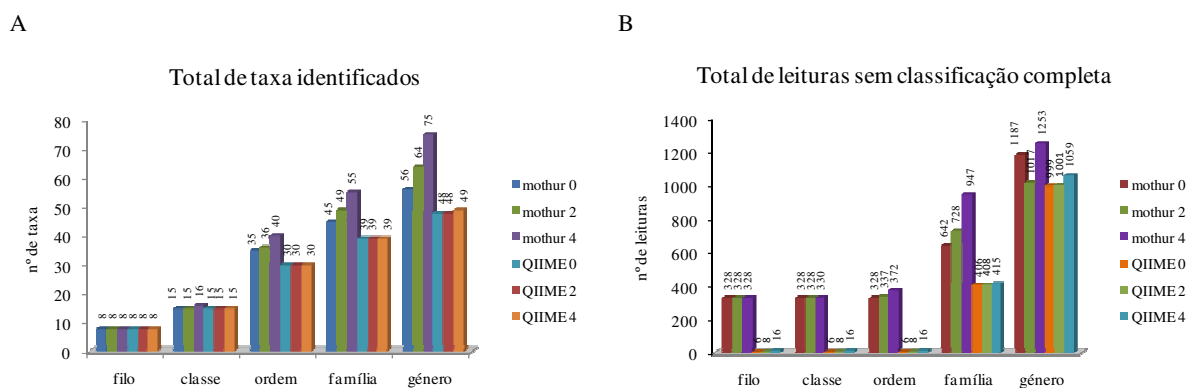 A
Total de taxa identificados
nº de taxa
80
70
60
50
40
30
20
10
0
8 8 8 8 8 8
15 15 16 15 15 15
35 36 40 30 30 30
45 49 55 39 39 39
56 64 75 48 48 49
filo classe ordem família género
mothur 0
mothur 2
mothur 4
QIIME 0
QIIME 2
QIIME 4
B
Total de leituras sem classificação completa
nº de leituras
1400
1200
1000
800
600
400
200
0
328 328 328 6 8 16
328 328 330 6 8 16
328 337 372 6 8 16
642 728 947 406 408 415
1187 1017 1253 999 1001 1059
filo classe ordem família género
mothur 0
mothur 2
mothur 4
QIIME 0
QIIME 2
QIIME 4